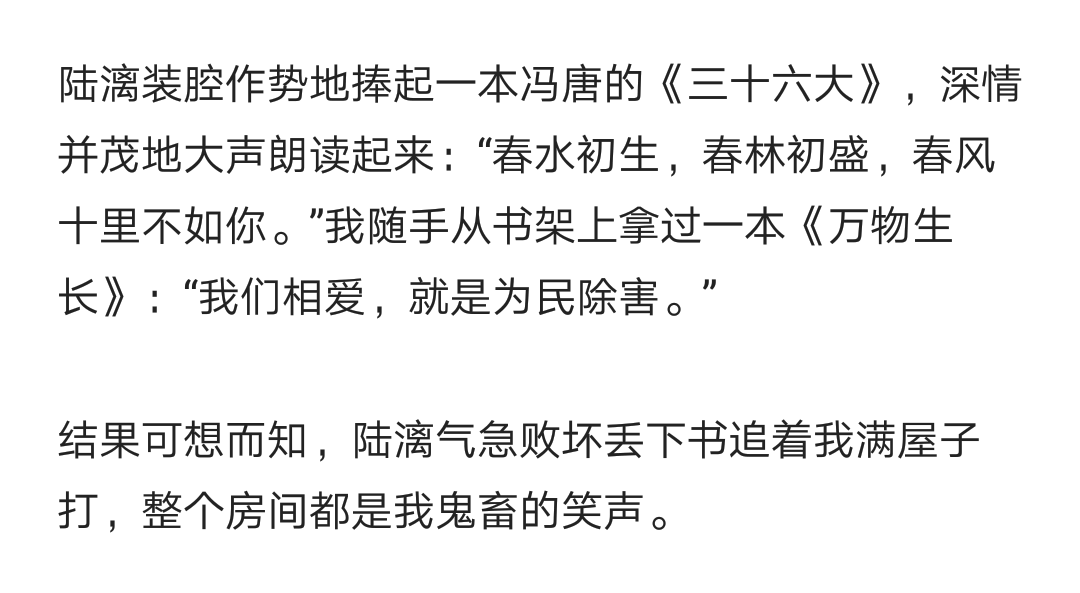 陆漓装腔作势地捧起一本冯唐的《三十六大》，深情
并茂地大声朗读起来：“春水初生，春林初盛，春风
十里不如你。”我随手从书架上拿过一本《万物生
长》：“我们相爱，就是为民除害。”
结果可想而知，陆漓气急败坏丢下书追着我满屋子
打，整个房间都是我鬼畜的笑声。